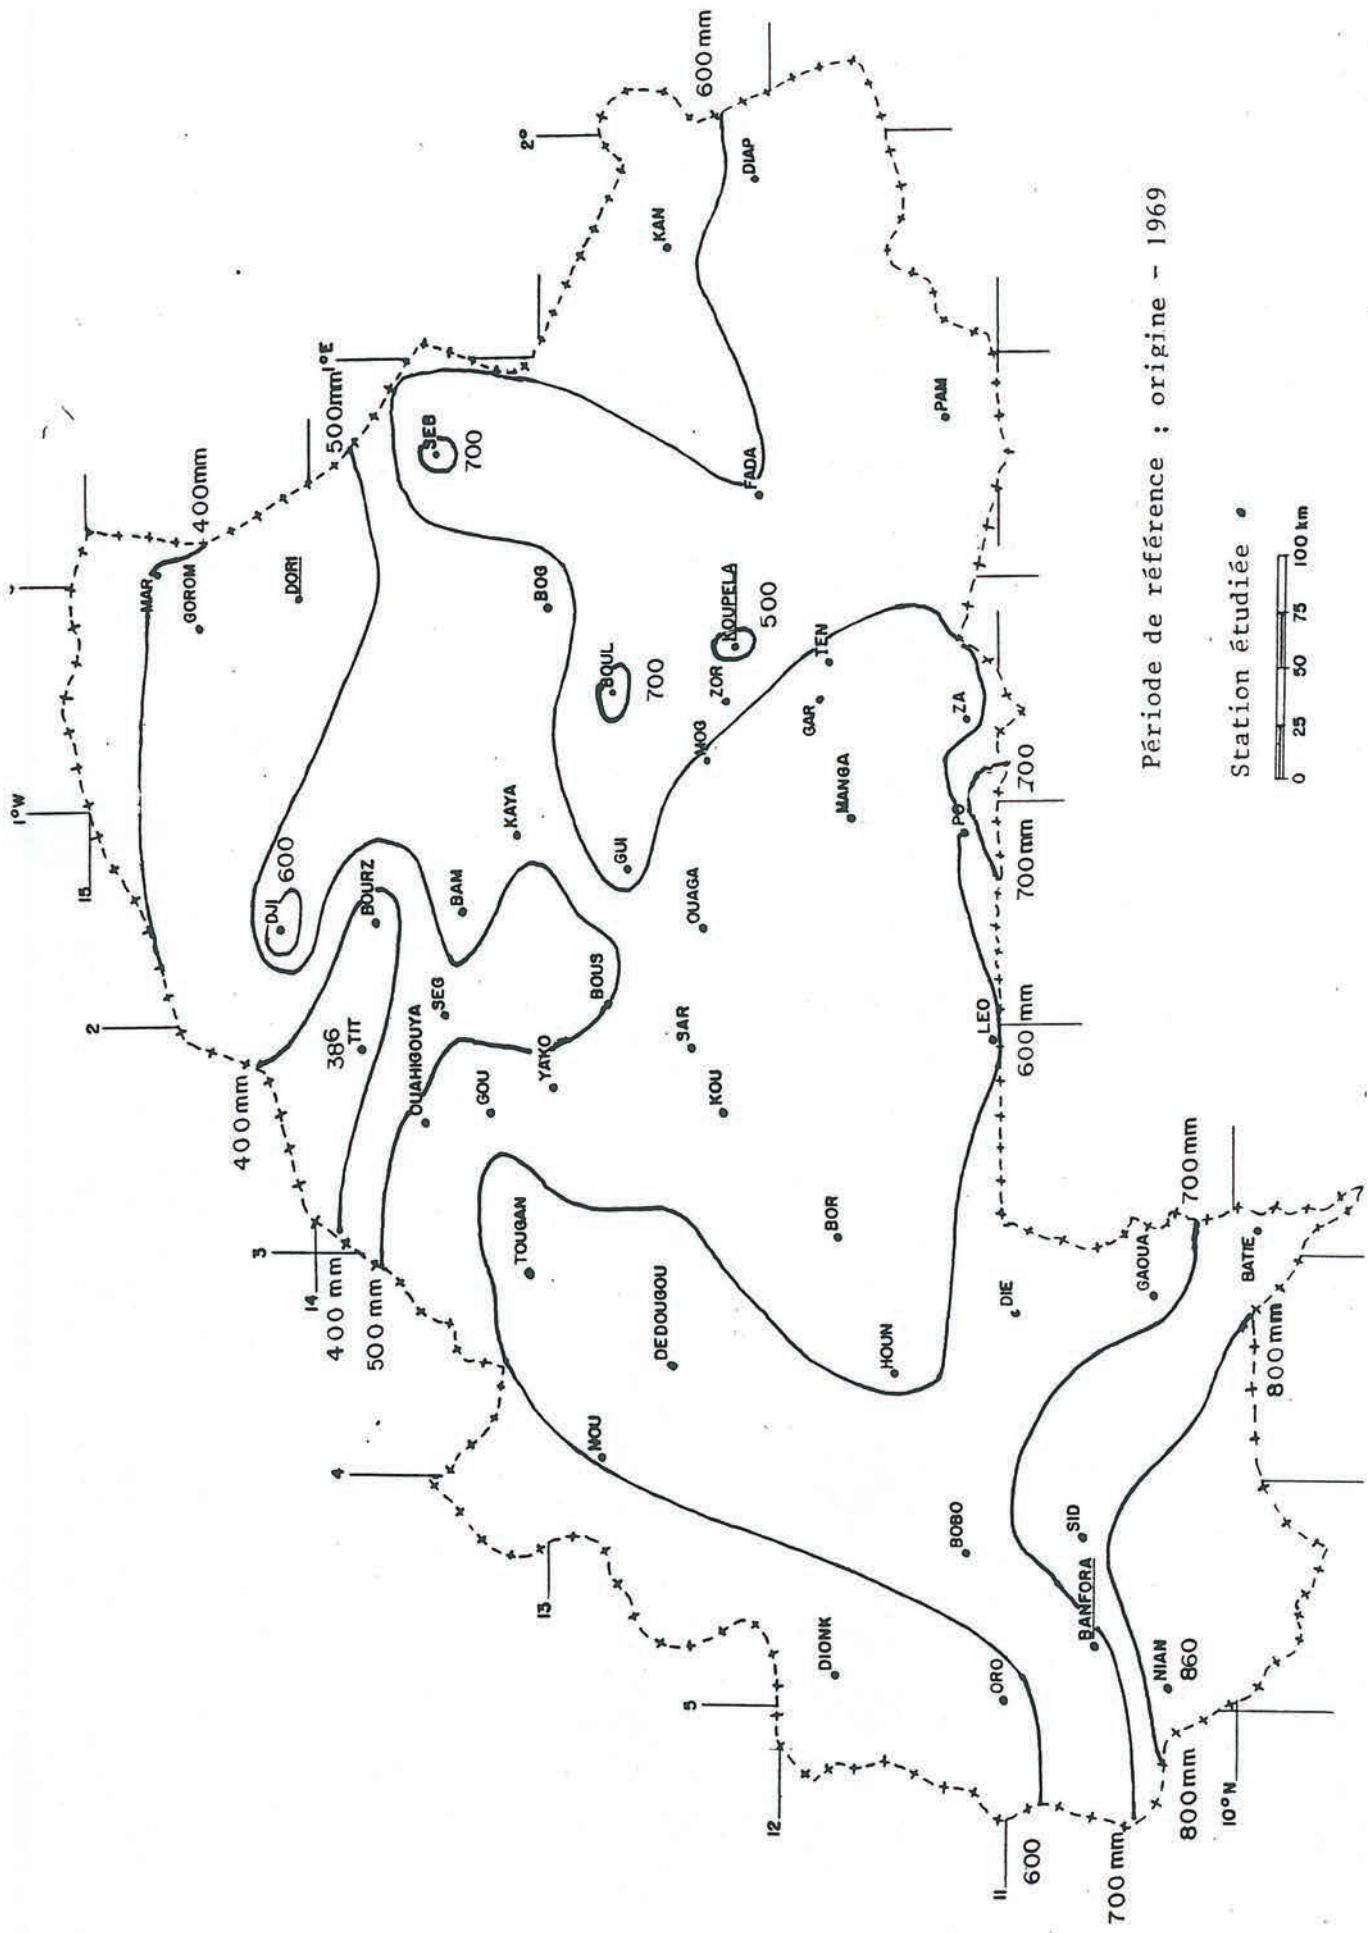 1°W
15
2
MAR
400mm
GOROM
DORI
500mm
1°E
DJI
600
400mm
386
TIT
BOURZ
BAM
SEG
OUAHIGOUYA
14
3
400 mm
500 mm
GOU
YAKO
BOUS
KAYA
BOG
SEB
700
2°
600mm
KAN
DIAP
FADA
PAM
BOUL
700
KOUPELA
500
ZOR
MOG
TEN
GAR
MANGA
GUI
OUAGA
SAR
KOU
ZA
PO
700
700mm
LEO
600mm
TOUGAN
DEDOUGOU
BOR
HOUN
DIE
GAOUA
700mm
BATIE
800mm
4
NOU
13
DIONK
5
12
BOBO
SID
BANFORA
ORO
NIAN
860
11
600
700 mm
800mm
10°N
Période de référence : origine - 1969
Station étudiée
0 25 50 75 100 km